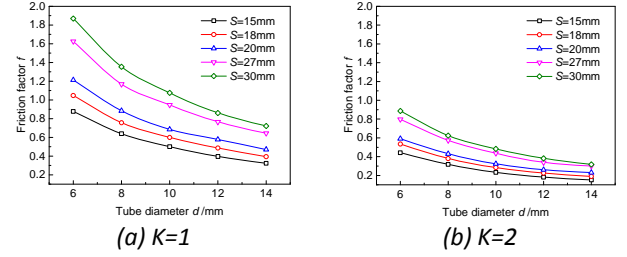 Friction factor f
2.0
1.8
1.6
1.4
1.2
1.0
0.8
0.6
0.4
0.2
S=15mm
S=18mm
S=20mm
S=27mm
S=30mm
6 8 10 12 14
Tube diameter d /mm
(a) K=1
Friction factor f
2.0
1.8
1.6
1.4
1.2
1.0
0.8
0.6
0.4
0.2
S=15mm
S=18mm
S=20mm
S=27mm
S=30mm
6 8 10 12 14
Tube diameter d /mm
(b) K=2